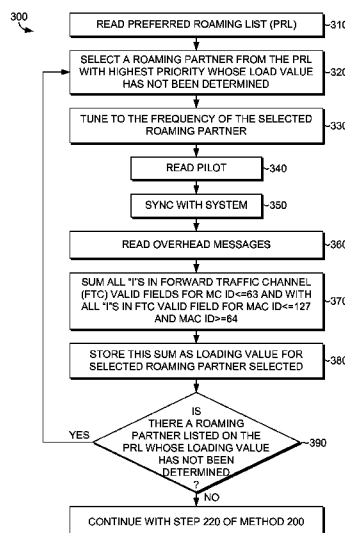 300
READ PREFERRED ROAMING LIST (PRL)
310
SELECT A ROAMING PARTNER FROM THE PRL
WITH HIGHEST PRIORITY WHOSE LOAD VALUE
HAS NOT BEEN DETERMINED
320
TUNE TO THE FREQUENCY OF THE SELECTED
ROAMING PARTNER
330
READ PILOT
340
SYNC WITH SYSTEM
350
READ OVERHEAD MESSAGES
360
SUM ALL "I"S IN FORWARD TRAFFIC CHANNEL
(FTC) VALID FIELDS FOR MC ID<=63 AND WITH
ALL "I"S IN FTC VALID FIELD FOR MAC ID<=127
AND MAC ID>=64
370
STORE THIS SUM AS LOADING VALUE FOR
SELECTED ROAMING PARTNER SELECTED
380
IS
THERE A ROAMING
PARTNER LISTED ON THE
PRL WHOSE LOADING VALUE
HAS NOT BEEN
DETERMINED
?
390
YES
NO
CONTINUE WITH STEP 220 OF METHOD 200